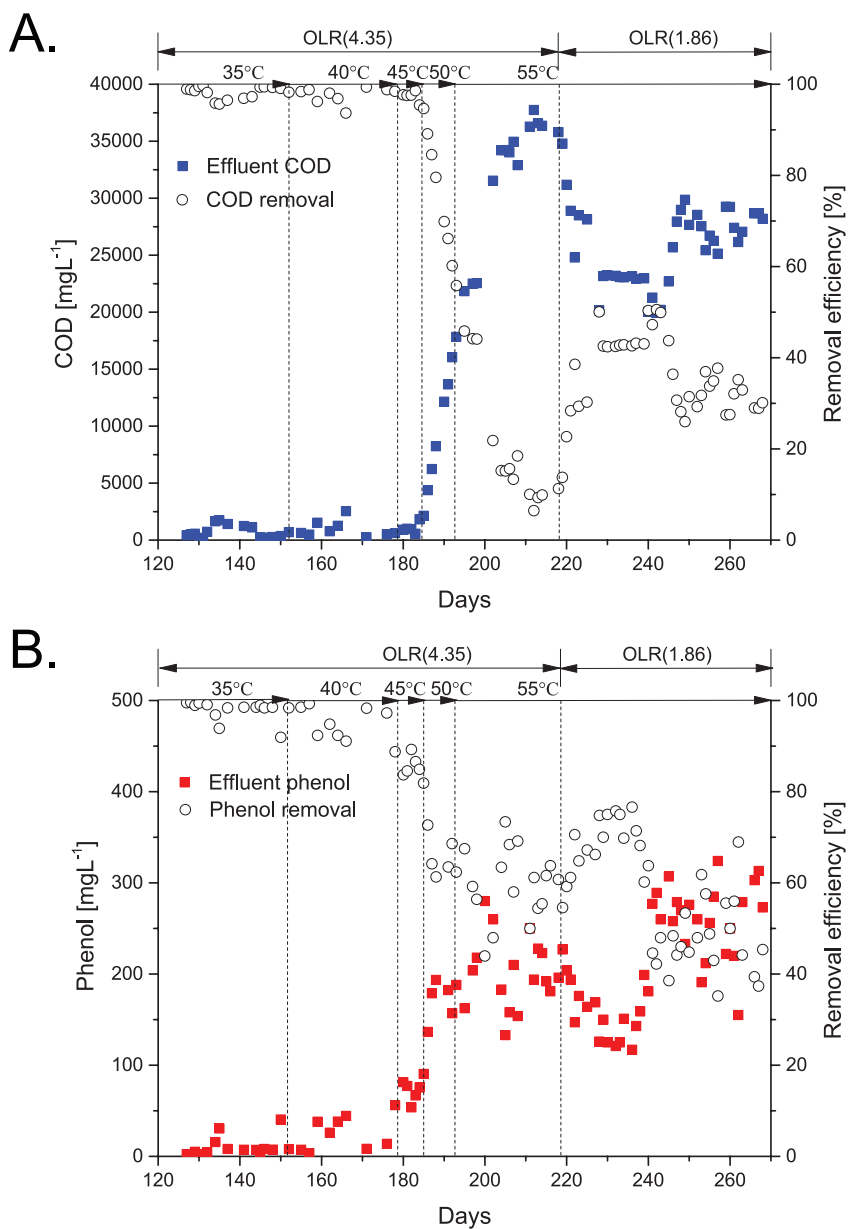 A.
OLR(4.35) OLR(1.86)
35°C 40°C 45°C 50°C 55°C
40000 100
35000
30000 80
25000 60
20000
15000 40
10000 20
5000
0 0
Effluent COD
COD removal
COD [mgL⁻¹]
Removal efficiency [%]
120 140 160 180 200 220 240 260
Days
B.
OLR(4.35) OLR(1.86)
35°C 40°C 45°C 50°C 55°C
500 100
400 80
300 60
200 40
100 20
0 0
Effluent phenol
Phenol removal
Phenol [mgL⁻¹]
Removal efficiency [%]
120 140 160 180 200 220 240 260
Days